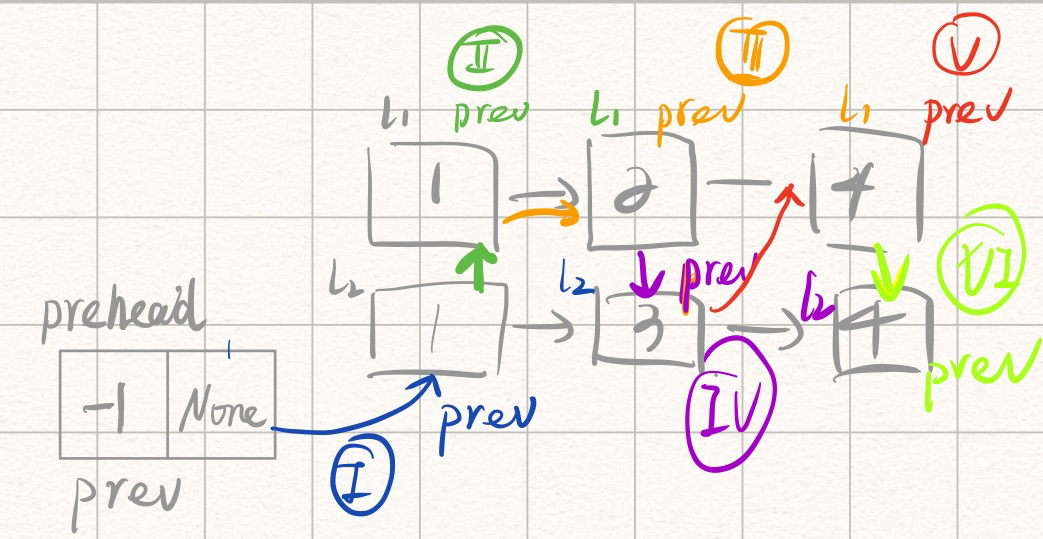 II III V
L1 prev L1 prev L1 prev
1 2 4
L2 L2 prev L2 VI
prehead
1 3 4
-1 None prev IV prev
prev I